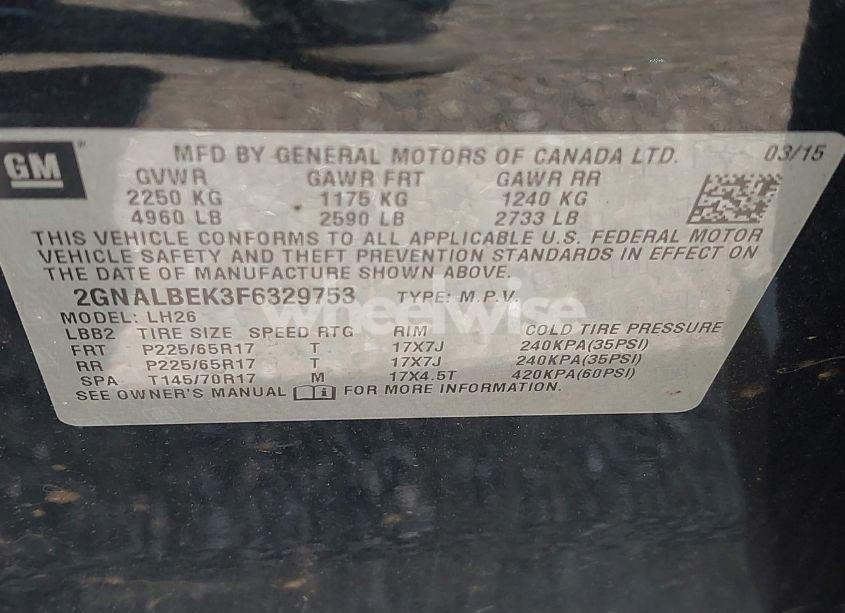 GM
MFD BY GENERAL MOTORS OF CANADA LTD. 03/15
GVWR GAWR FRT GAWR RR
2250 KG 1175 KG 1240 KG
4960 LB 2590 LB 2733 LB
THIS VEHICLE CONFORMS TO ALL APPLICABLE U.S. FEDERAL MOTOR
VEHICLE SAFETY AND THEFT PREVENTION STANDARDS IN EFFECT ON
THE DATE OF MANUFACTURE SHOWN ABOVE.
2GNALBEK3F6329753 TYPE: M.P.V.
wheelwise
MODEL: LH26
LBB2 TIRE SIZE SPEED RTG RIM COLD TIRE PRESSURE
FRT P225/65R17 T 17X7J 240KPA(35PSI)
RR P225/65R17 T 17X7J 240KPA(35PSI)
SPA T145/70R17 M 17X4.5T 420KPA(60PSI)
SEE OWNER'S MANUAL i FOR MORE INFORMATION.